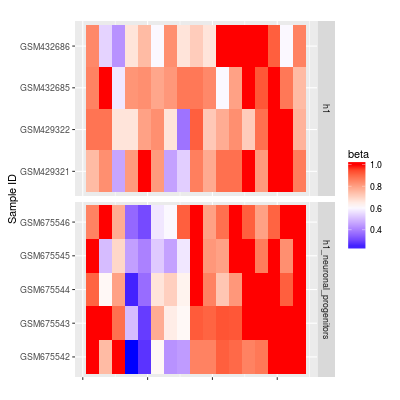 Sample ID
GSM432686
GSM432685
GSM429322
GSM429321
h1
GSM675546
GSM675545
GSM675544
GSM675543
GSM675542
h1_neuronal_progenitors
beta
1.0
0.8
0.6
0.4